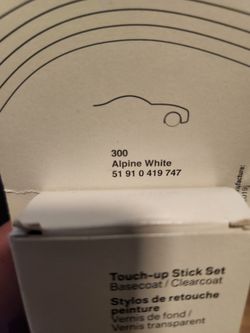 300
Alpine White
51 91 0 419 747
Touch-up Stick Set
Basecoat / Clearcoat
Stylos de retouche
peinture
Vernis de fond /
Vernis transparent